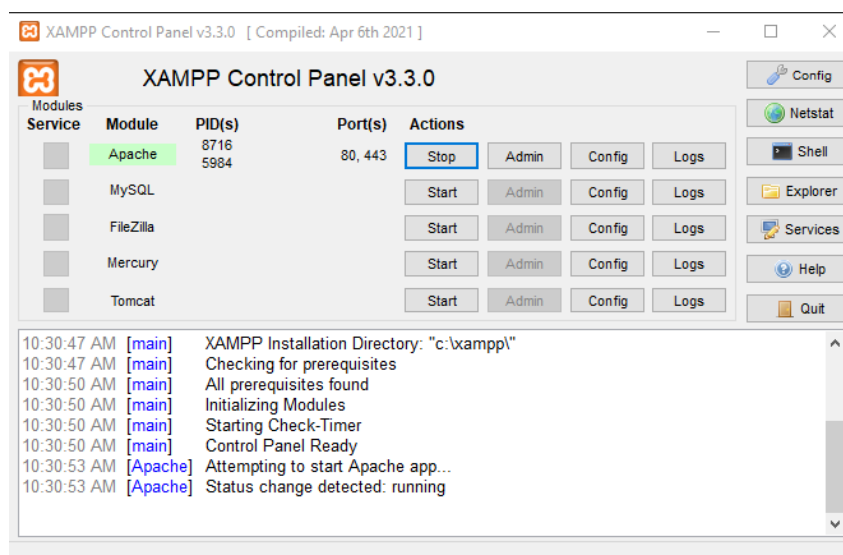 XAMPP Control Panel v3.3.0 [ Compiled: Apr 6th 2021 ]
XAMPP Control Panel v3.3.0
Config
Modules
Netstat
Service Module PID(s) Port(s) Actions
Apache 8716 5984 80, 443 Stop Admin Config Logs
Shell
MySQL Start Admin Config Logs
Explorer
FileZilla Start Admin Config Logs
Services
Mercury Start Admin Config Logs
Help
Tomcat Start Admin Config Logs
Quit
10:30:47 AM [main] XAMPP Installation Directory: "c:\xampp\"
10:30:47 AM [main] Checking for prerequisites
10:30:50 AM [main] All prerequisites found
10:30:50 AM [main] Initializing Modules
10:30:50 AM [main] Starting Check-Timer
10:30:50 AM [main] Control Panel Ready
10:30:53 AM [Apache] Attempting to start Apache app...
10:30:53 AM [Apache] Status change detected: running